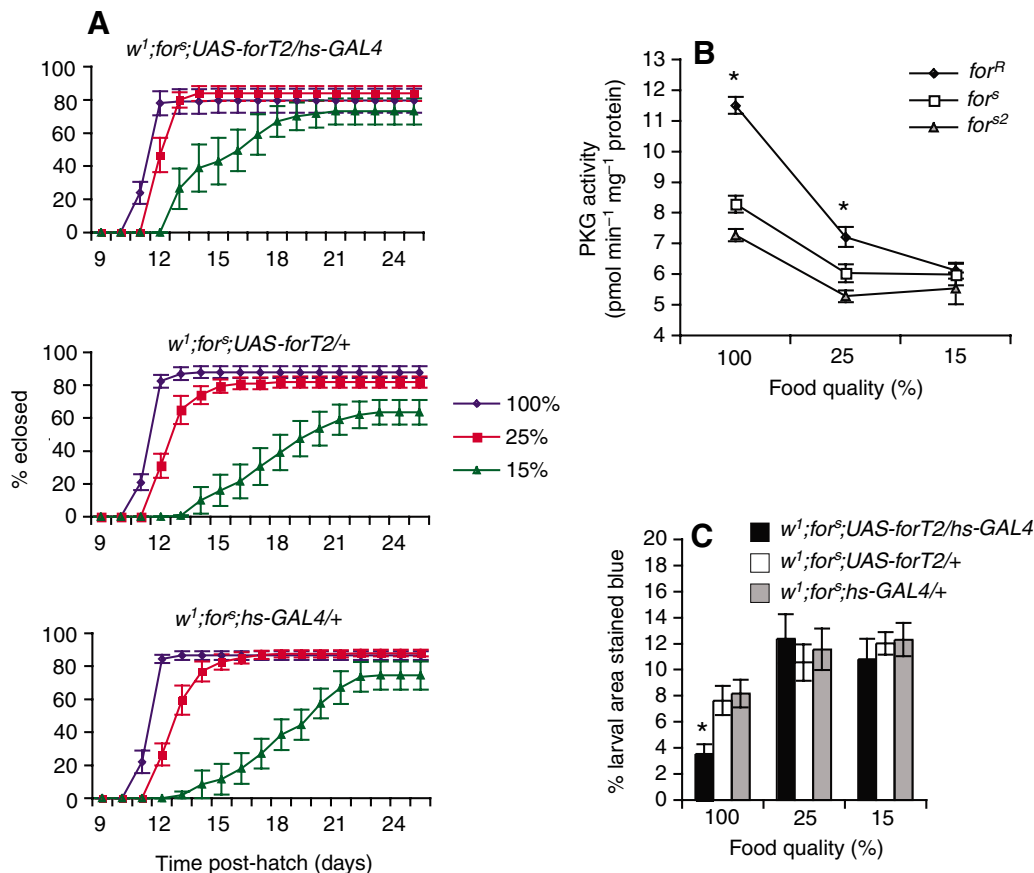 A
w¹;forˢ;UAS-forT2/hs-GAL4
100
80
60
40
20
0
9 12 15 18 21 24
w¹;forˢ;UAS-forT2/+
100
80
60
40
20
0
9 12 15 18 21 24
% eclosed
100%
25%
15%
w¹;forˢ;hs-GAL4/+
100
80
60
40
20
0
9 12 15 18 21 24
Time post-hatch (days)
B
13
12
11
10
9
8
7
6
5
4
PKG activity
(pmol min⁻¹ mg⁻¹ protein)
*
*
forᴿ
forˢ
forˢ²
100 25 15
Food quality (%)
C
w¹;forˢ;UAS-forT2/hs-GAL4
w¹;forˢ;UAS-forT2/+
w¹;forˢ;hs-GAL4/+
20
18
16
14
12
10
8
6
4
2
0
% larval area stained blue
*
100 25 15
Food quality (%)